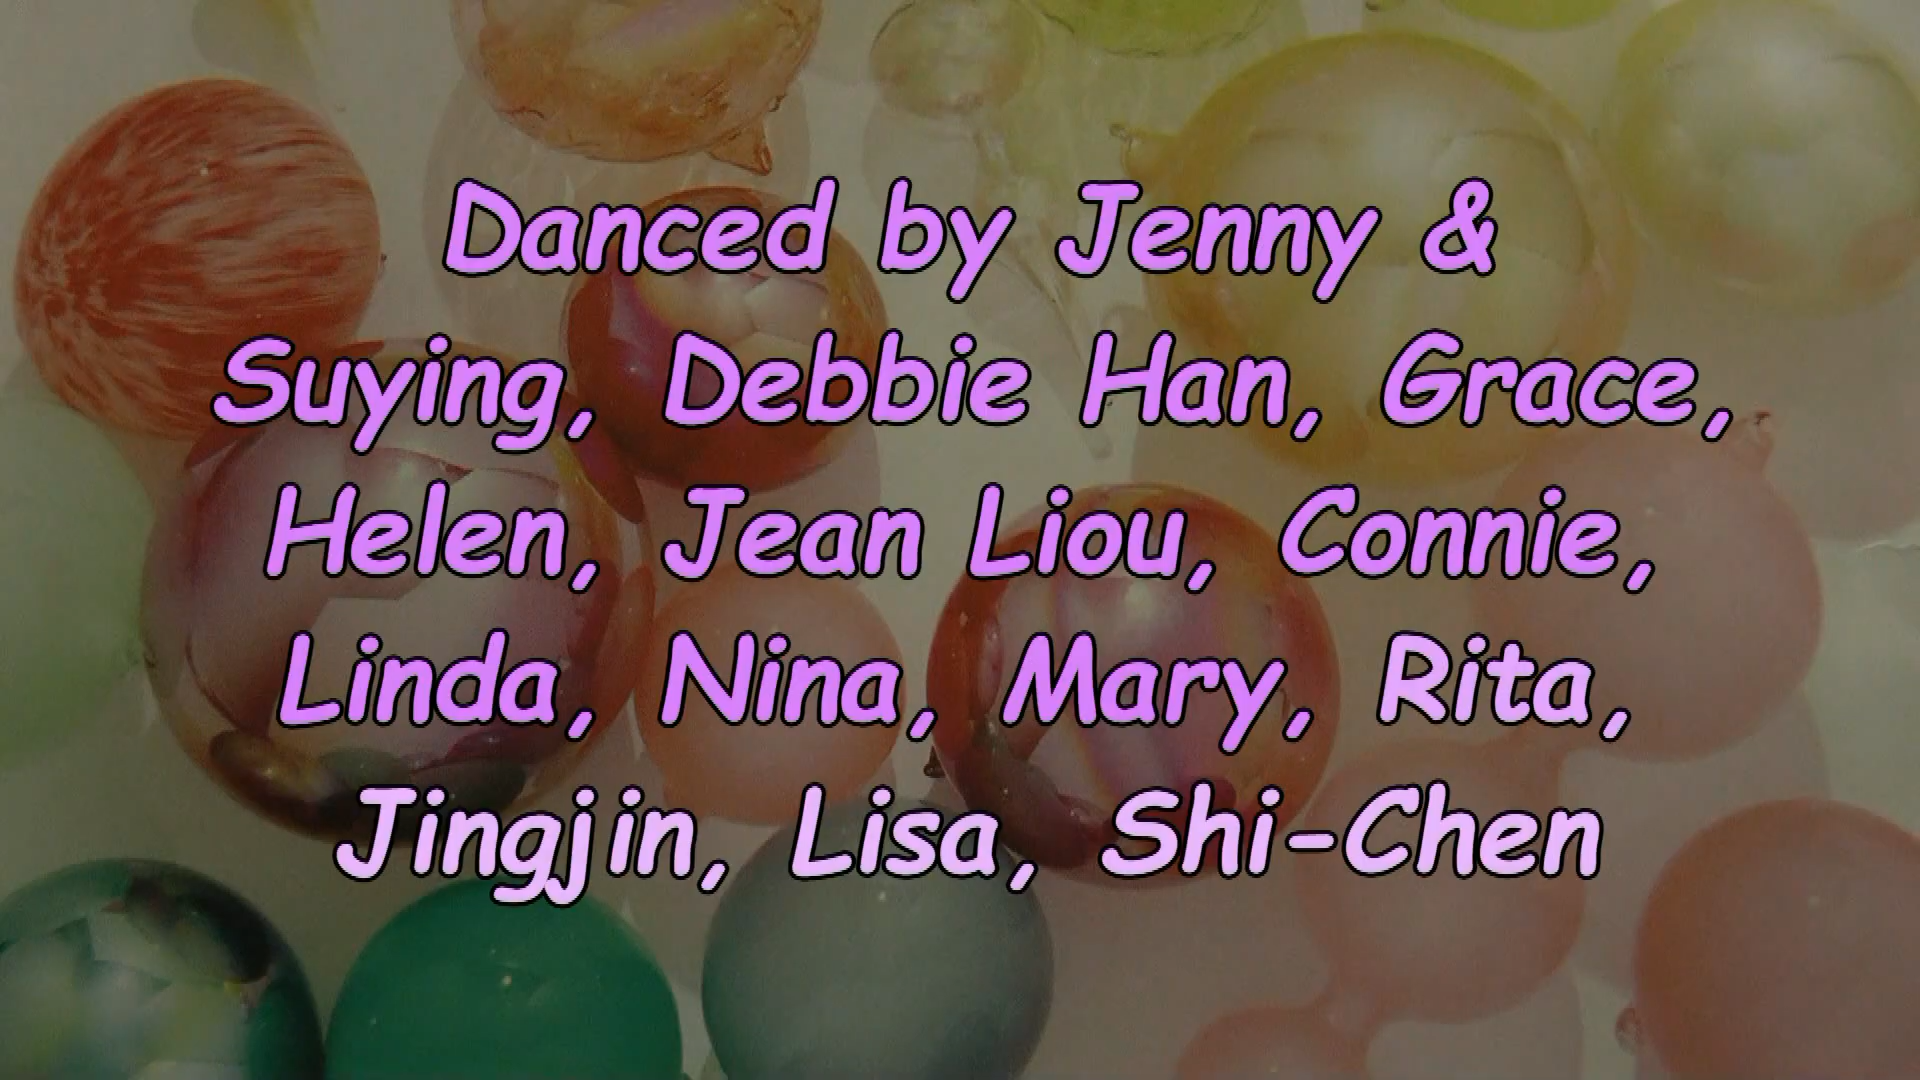 Danced by Jenny &
Suying, Debbie Han, Grace,
Helen, Jean Liou, Connie,
Linda, Nina, Mary, Rita,
Jingjin, Lisa, Shi-Chen